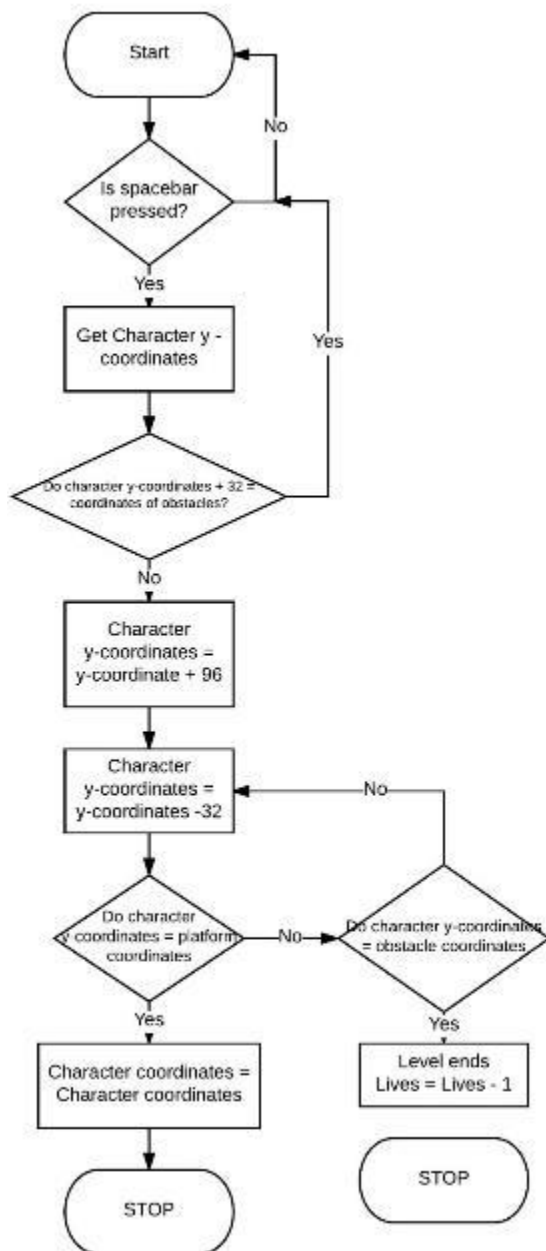 Start
No
Is spacebar
pressed?
Yes
Get Character y -
coordinates
Yes
Do character y-coordinates + 32 =
coordinates of obstacles?
No
Character
y-coordinates =
y-coordinate + 96
Character
y-coordinates =
y-coordinates -32
No
Do character
y coordinates = platform
coordinates
No
Do character y-coordinates
= obstacle coordinates
Yes
Yes
Character coordinates =
Character coordinates
Level ends
Lives = Lives - 1
STOP
STOP